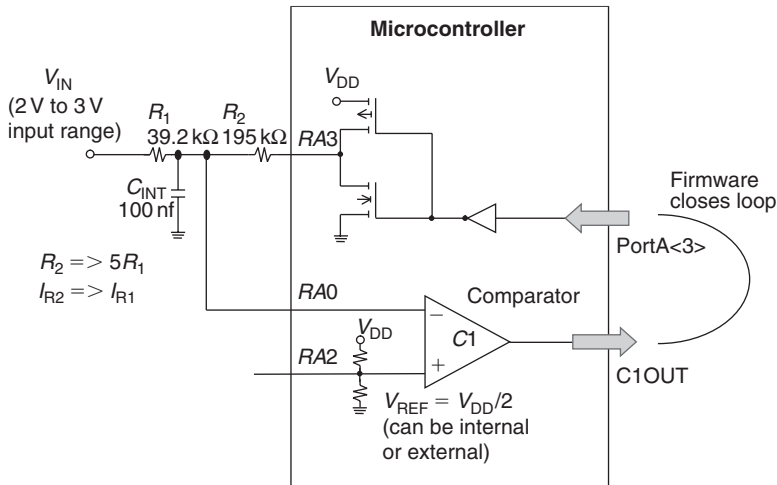 Microcontroller
V_IN
(2 V to 3 V
input range)
R_1
39.2 kΩ
R_2
195 kΩ
RA3
V_DD
C_INT
100 nf
Firmware
closes loop
PortA<3>
R_2 => 5R_1
I_R2 => I_R1
RA0
Comparator
V_DD
−
C1
RA2
+
C1OUT
V_REF = V_DD/2
(can be internal
or external)